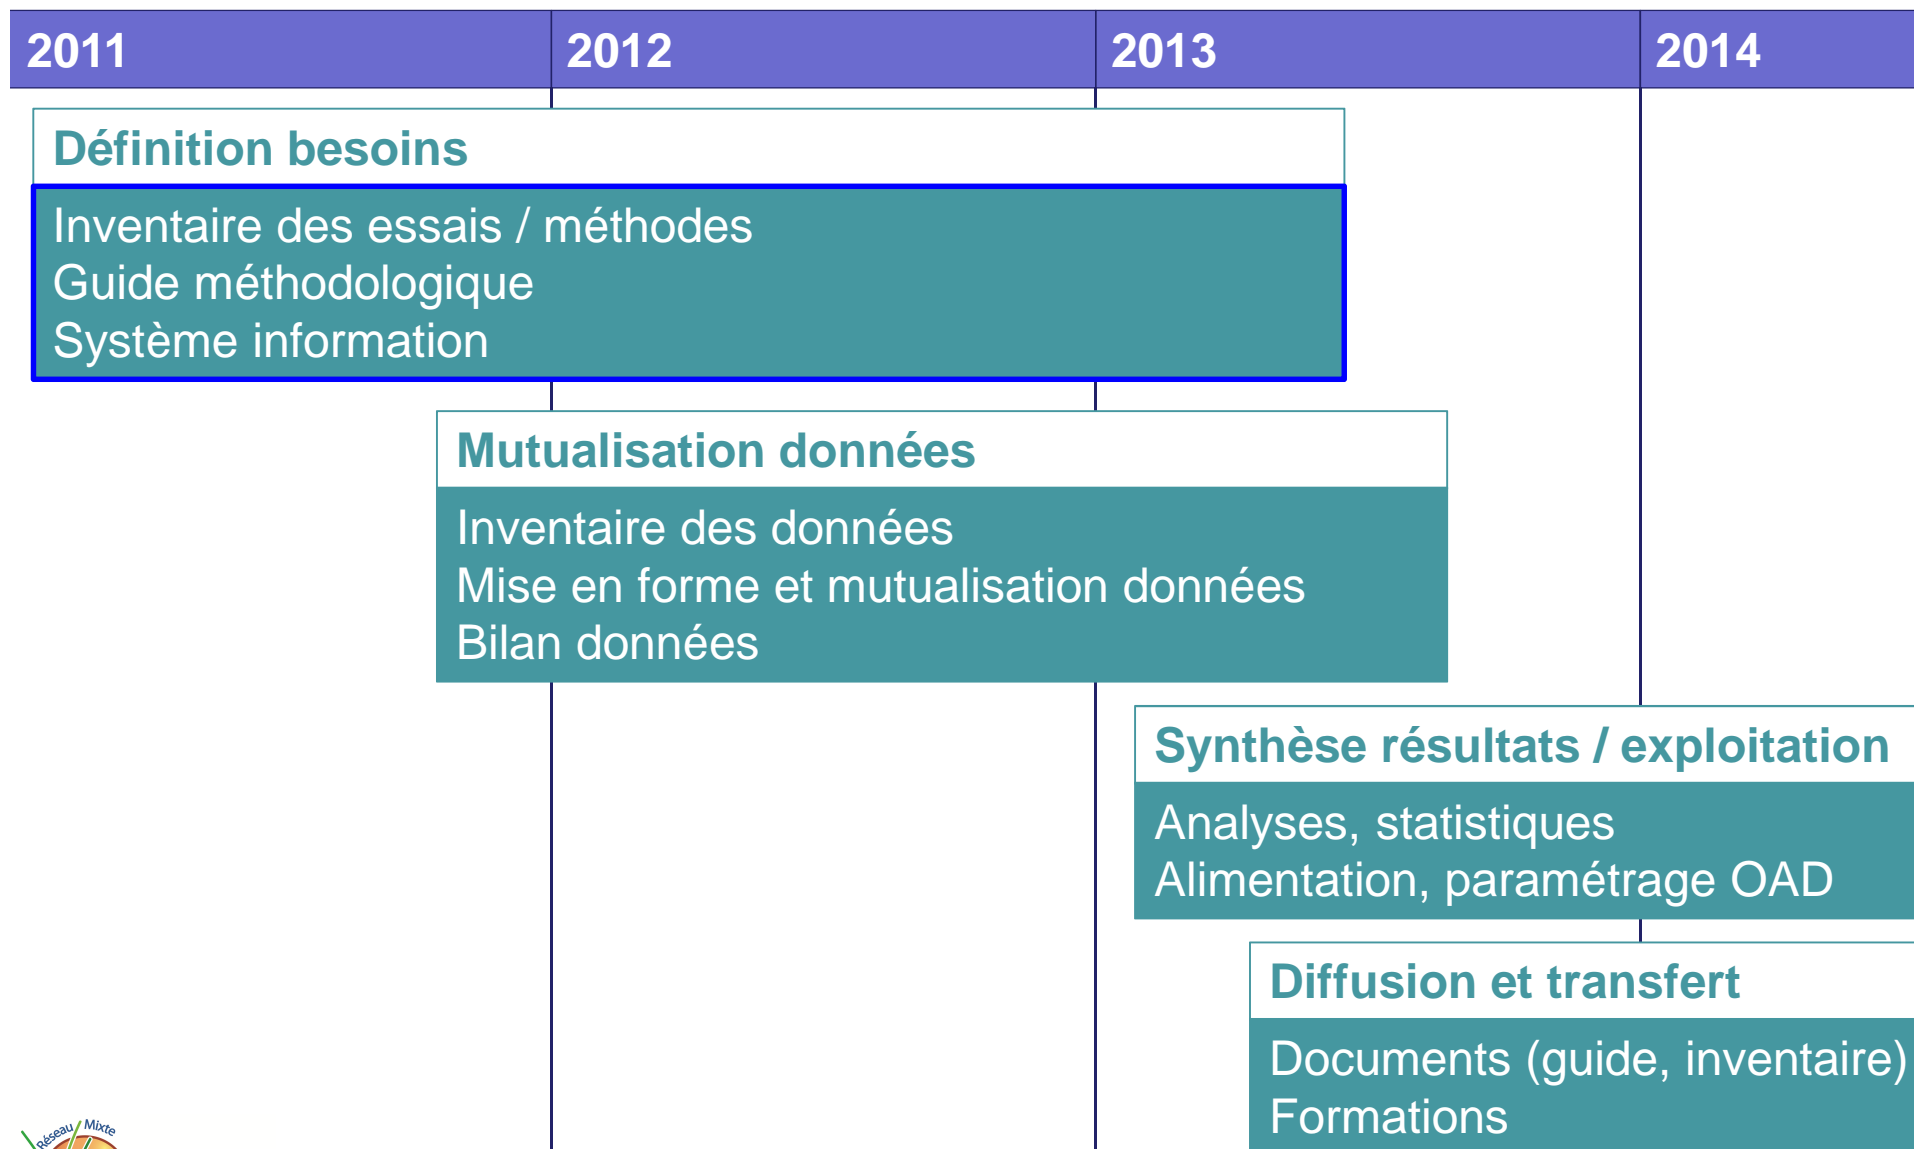 2011 2012 2013 2014
Définition besoins
Inventaire des essais / méthodes
Guide méthodologique
Système information
Mutualisation données
Inventaire des données
Mise en forme et mutualisation données
Bilan données
Synthèse résultats / exploitation
Analyses, statistiques
Alimentation, paramétrage OAD
Diffusion et transfert
Documents (guide, inventaire)
Formations
Réseau Mixte